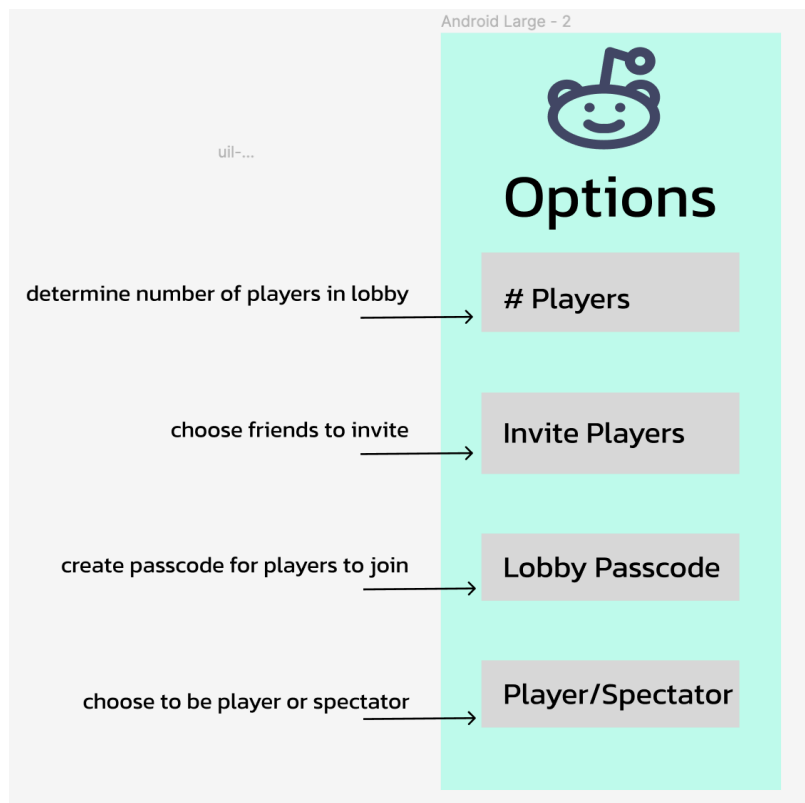 Android Large - 2
uil-...
Options
determine number of players in lobby
# Players
choose friends to invite
Invite Players
create passcode for players to join
Lobby Passcode
choose to be player or spectator
Player/Spectator